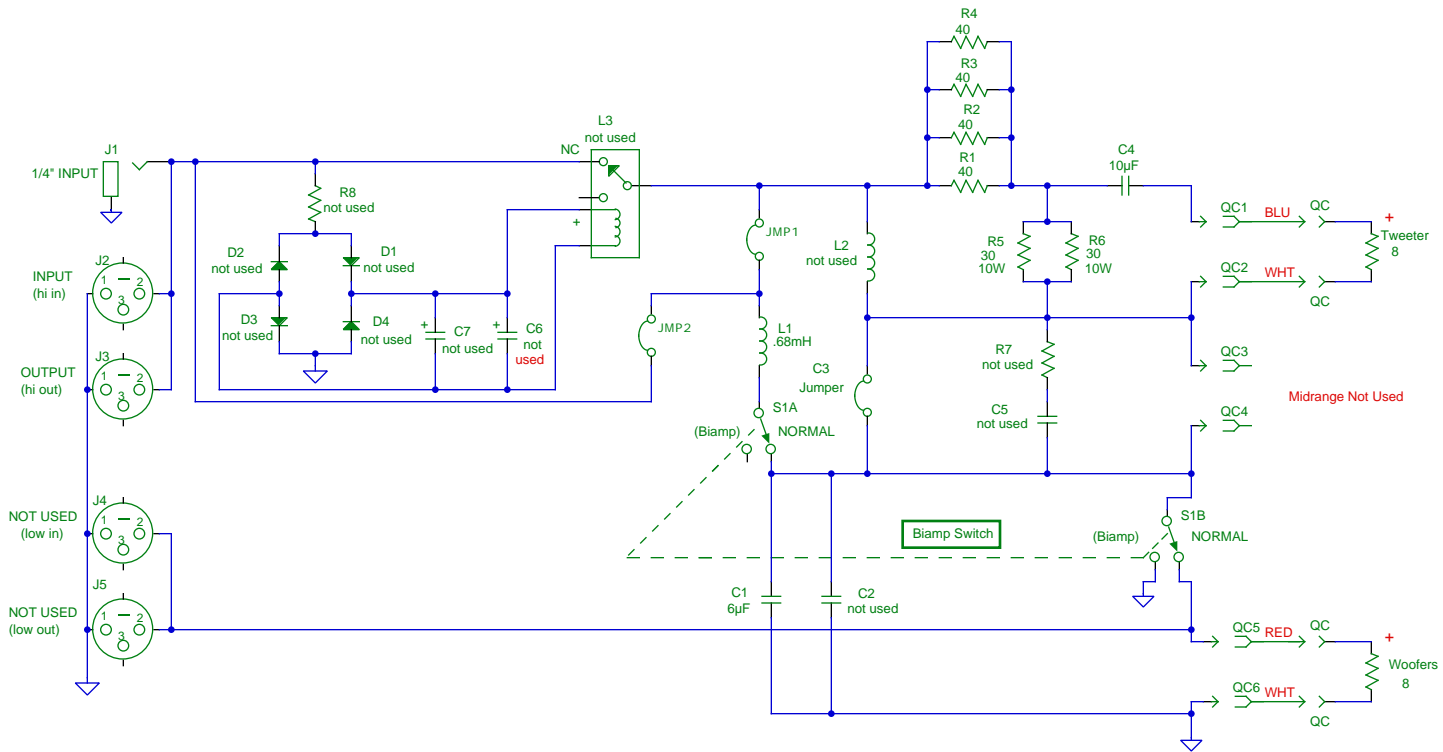 R4
40
R3
40
R2
40
R1
40
L3
not used
NC
+
J1
1/4" INPUT
R8
not used
C4
10µF
QC1
BLU
QC
+
Tweeter
8
JMP1
L2
not used
R5
30
10W
R6
30
10W
QC2
WHT
QC
D2
not used
D1
not used
J2
INPUT
(hi in)
1
2
3
D3
not used
D4
not used
+
C7
not used
+
C6
not
used
JMP2
L1
.68mH
R7
not used
QC3
J3
OUTPUT
(hi out)
1
2
3
C3
Jumper
C5
not used
Midrange Not Used
S1A
(Biamp)
NORMAL
QC4
J4
NOT USED
(low in)
1
2
3
Biamp Switch
S1B
(Biamp)
NORMAL
J5
NOT USED
(low out)
1
2
3
C1
6µF
C2
not used
QC5
RED
QC
+
Woofers
8
QC6
WHT
QC